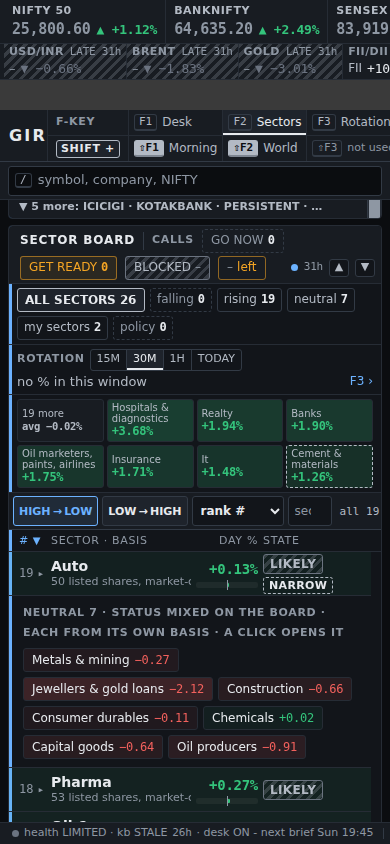 NIFTY 50 BANKNIFTY SENSEX
25,800.60 ▲ +1.12% 64,635.20 ▲ +2.49% 83,919
USD/INR LATE 31h BRENT LATE 31h GOLD LATE 31h FII/DII
– ▼ −0.66% – ▼ −1.83% – ▼ −3.01% FII +10
GIR F-KEY F1 Desk F2 Sectors F3 Rotation
SHIFT + ⇧F1 Morning ⇧F2 World ⇧F3 not used
/ symbol, company, NIFTY
▼ 5 more: ICICIGI · KOTAKBANK · PERSISTENT · …
SECTOR BOARD CALLS GO NOW 0
GET READY 0 BLOCKED – – left 31h ▲ ▼
ALL SECTORS 26 falling 0 rising 19 neutral 7
my sectors 2 policy 0
ROTATION 15M 30M 1H TODAY
no % in this window F3 ›
19 more
avg −0.02%
Hospitals & diagnostics
+3.68%
Realty
+1.94%
Banks
+1.90%
Oil marketers, paints, airlines
+1.75%
Insurance
+1.71%
It
+1.48%
Cement & materials
+1.26%
HIGH→LOW LOW→HIGH rank # all 19
# ▼ SECTOR · BASIS DAY % STATE
19 ▸ Auto +0.13% LIKELY
50 listed shares, market-c NARROW
NEUTRAL 7 · STATUS MIXED ON THE BOARD ·
EACH FROM ITS OWN BASIS · A CLICK OPENS IT
Metals & mining −0.27
Jewellers & gold loans −2.12 Construction −0.66
Consumer durables −0.11 Chemicals +0.02
Capital goods −0.64 Oil producers −0.91
18 ▸ Pharma +0.27% LIKELY
53 listed shares, market-c
health LIMITED · kb STALE 26h · desk ON - next brief Sun 19:45